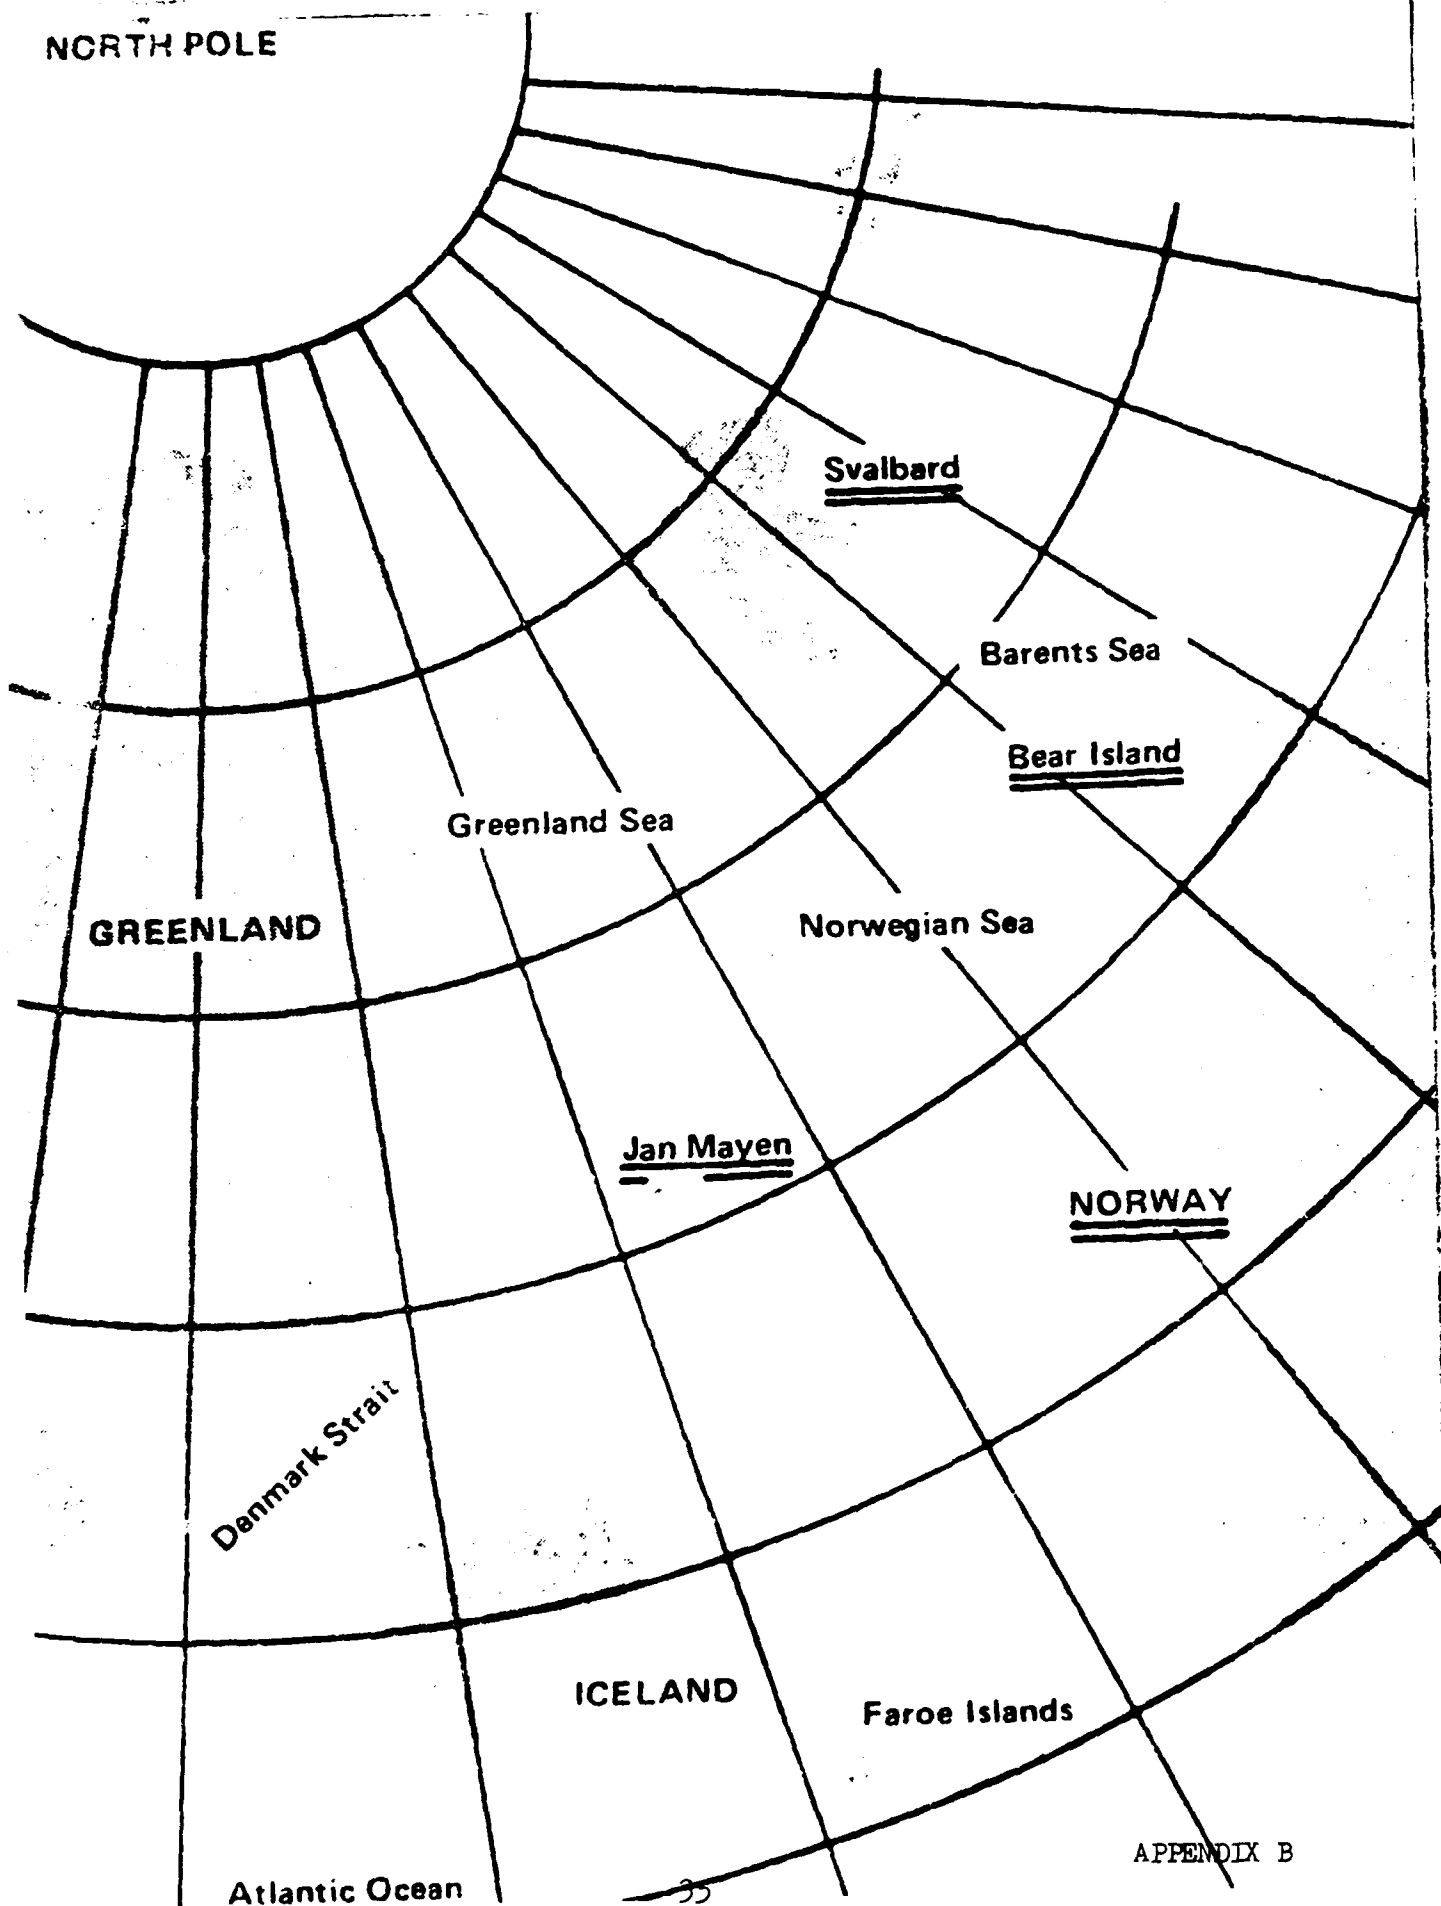 NORTH POLE
Svalbard
Barents Sea
Bear Island
Greenland Sea
GREENLAND
Norwegian Sea
Jan Mayen
NORWAY
Denmark Strait
ICELAND
Faroe Islands
APPENDIX B
Atlantic Ocean
33